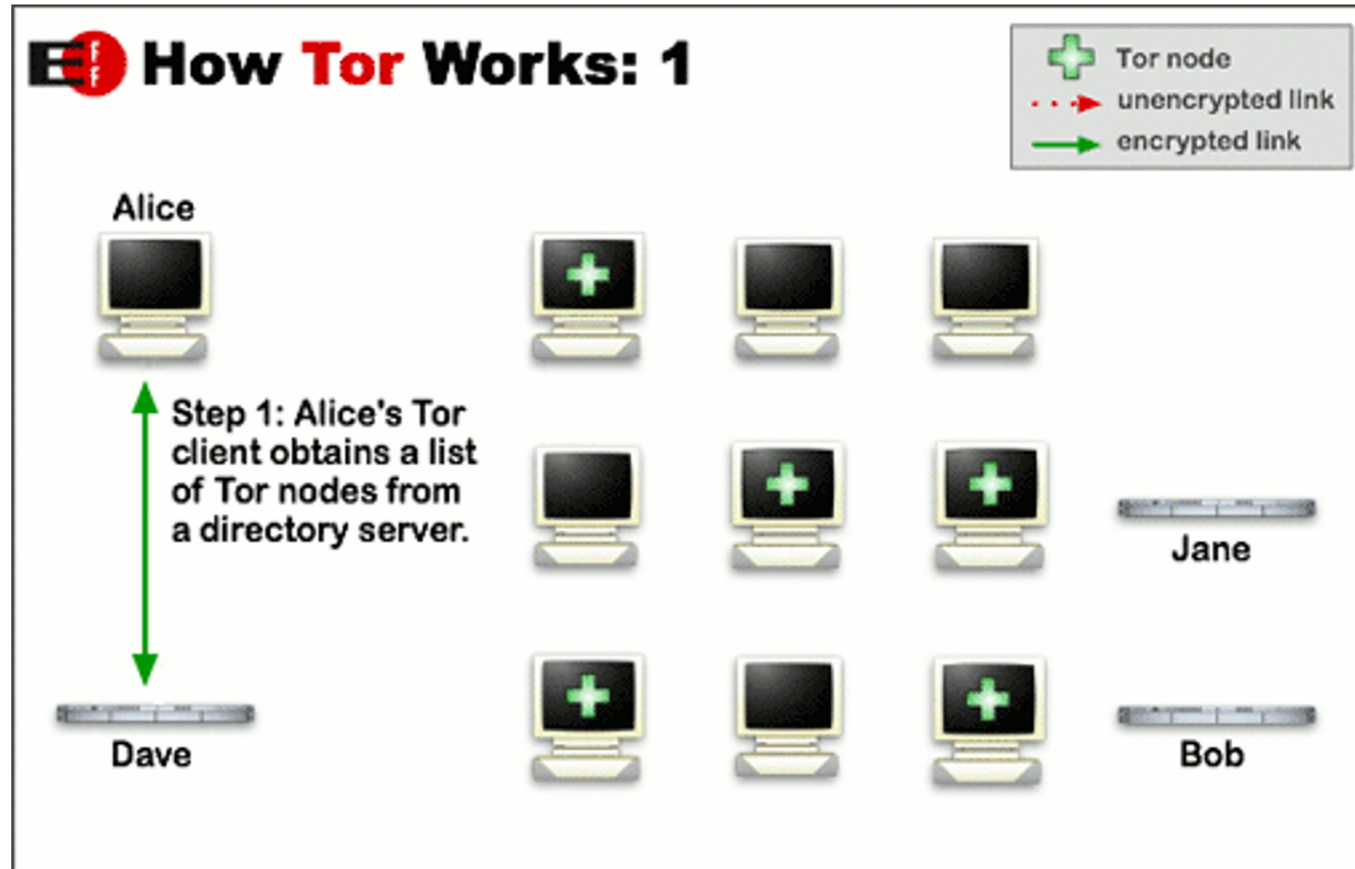 EFF How Tor Works: 1
Tor node
unencrypted link
encrypted link
Alice
Step 1: Alice's Tor
client obtains a list
of Tor nodes from
a directory server.
Jane
Dave
Bob